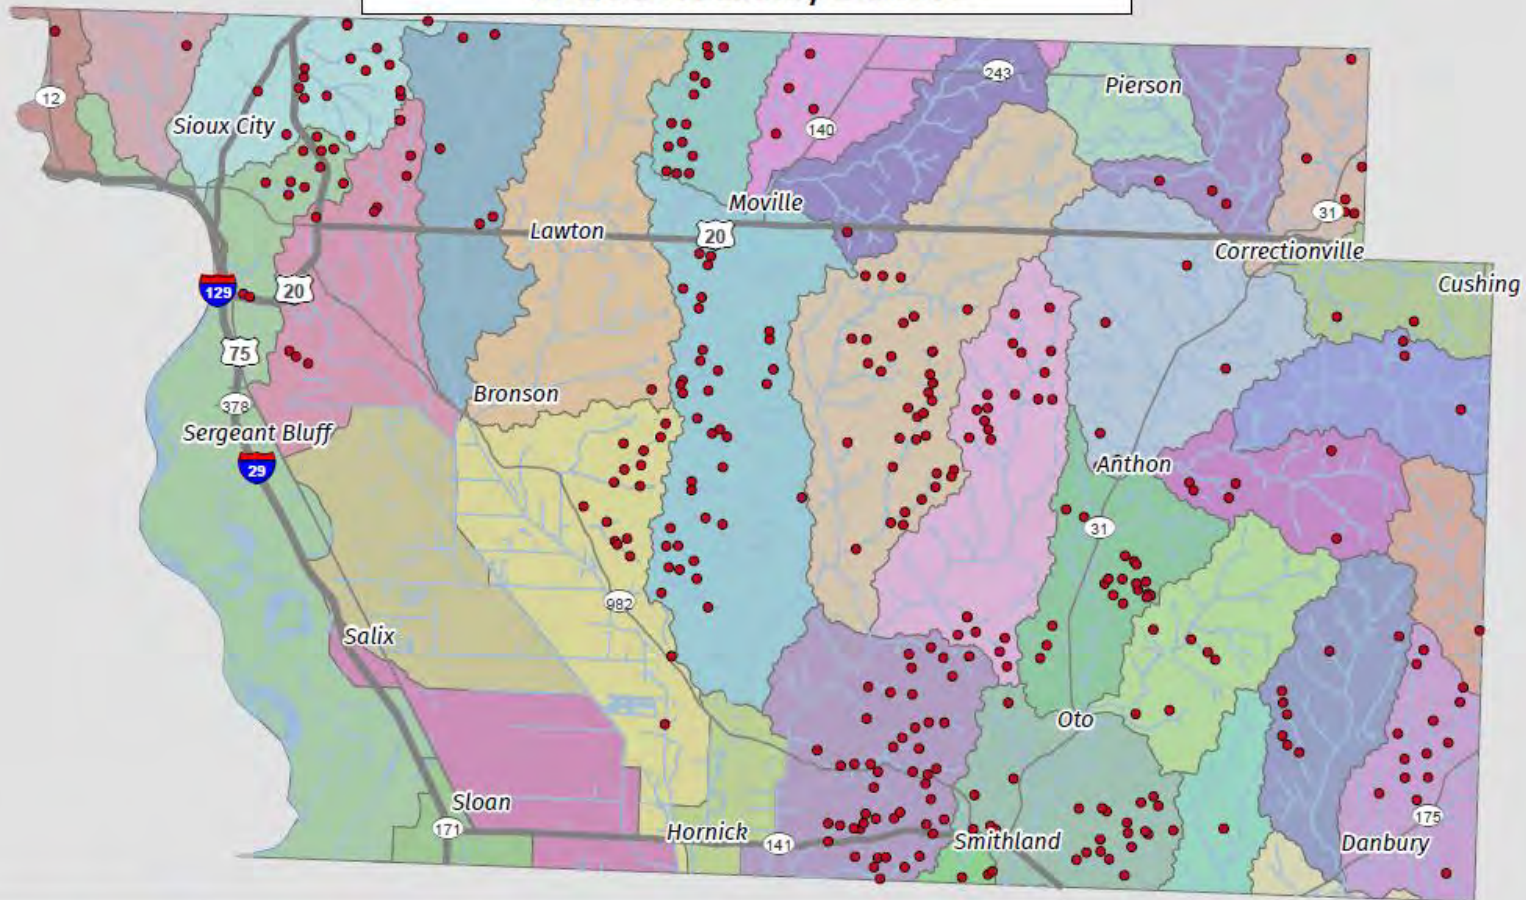 243
Pierson
12
Sioux City
140
Moville
31
Lawton
20
Correctionville
Cushing
129
20
75
378
Bronson
Sergeant Bluff
29
Anthon
31
982
Salix
Oto
Sloan
171
Hornick
141
Smithland
175
Danbury